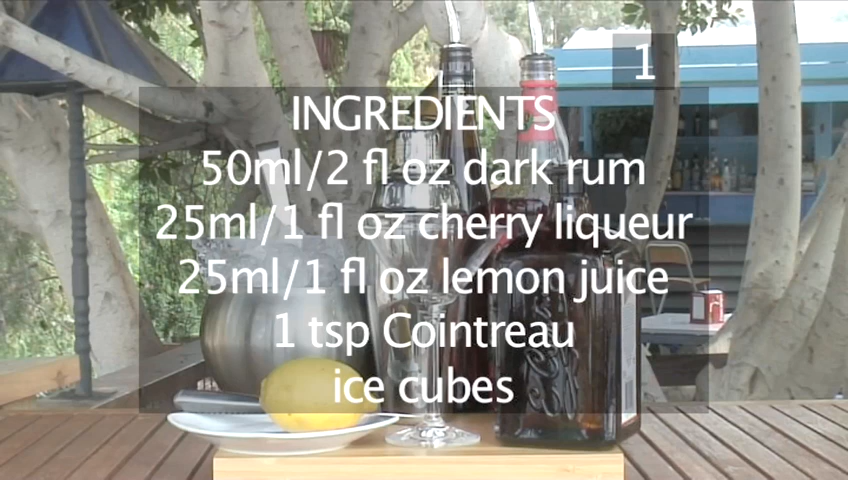 1
INGREDIENTS
50ml/2 fl oz dark rum
25ml/1 fl oz cherry liqueur
25ml/1 fl oz lemon juice
1 tsp Cointreau
ice cubes